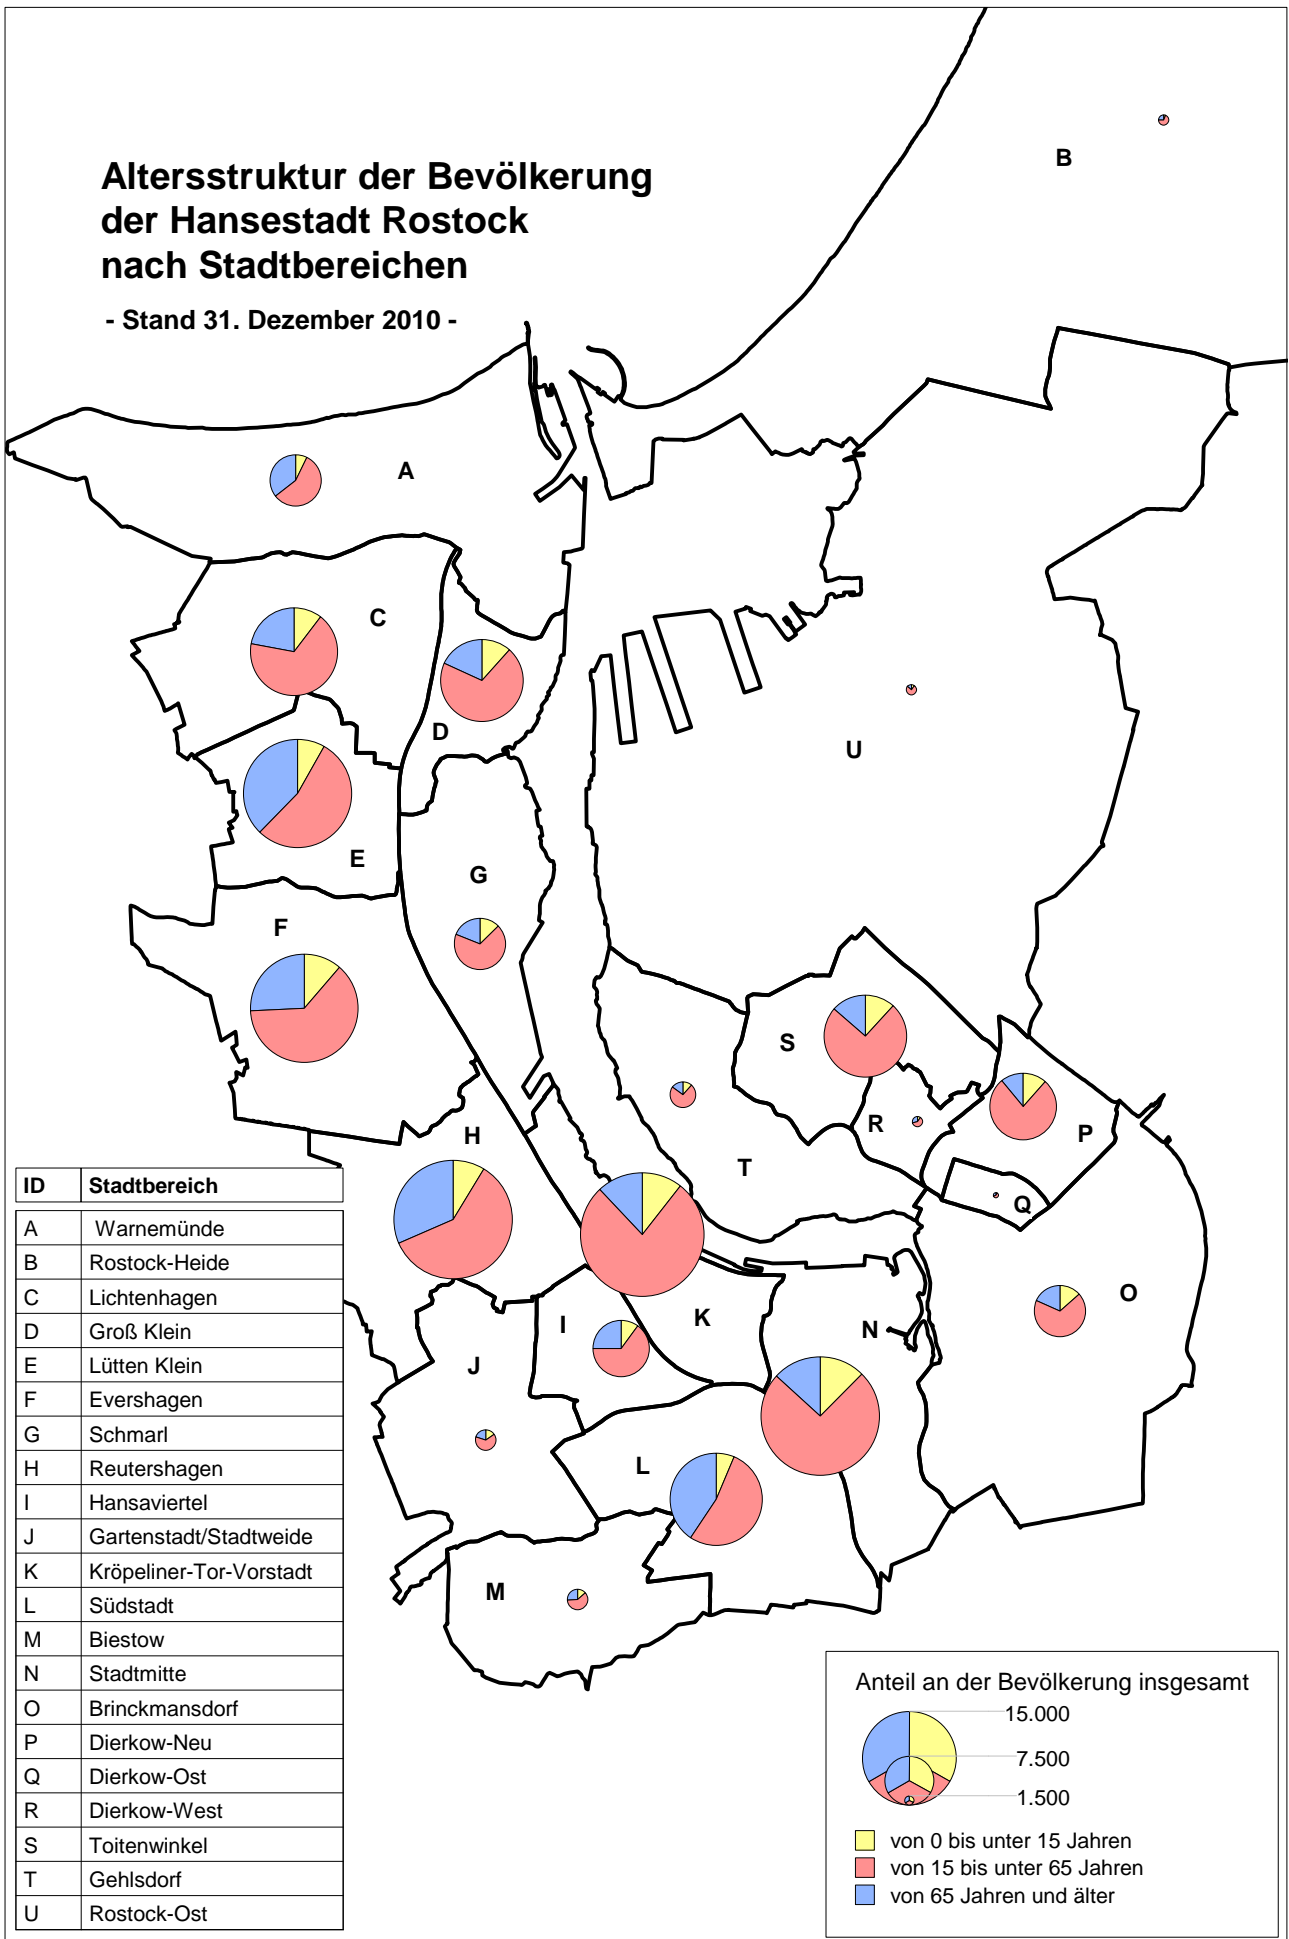 Altersstruktur der Bevölkerung
der Hansestadt Rostock
nach Stadtbereichen
- Stand 31. Dezember 2010 -
B
A
C
D
U
E
G
F
S
R
P
H
T
Q
O
K
N
I
J
L
M
ID Stadtbereich
A Warnemünde
B Rostock-Heide
C Lichtenhagen
D Groß Klein
E Lütten Klein
F Evershagen
G Schmarl
H Reutershagen
I Hansaviertel
J Gartenstadt/Stadtweide
K Kröpeliner-Tor-Vorstadt
L Südstadt
M Biestow
N Stadtmitte
O Brinckmansdorf
P Dierkow-Neu
Q Dierkow-Ost
R Dierkow-West
S Toitenwinkel
T Gehlsdorf
U Rostock-Ost
Anteil an der Bevölkerung insgesamt
15.000
7.500
1.500
von 0 bis unter 15 Jahren
von 15 bis unter 65 Jahren
von 65 Jahren und älter